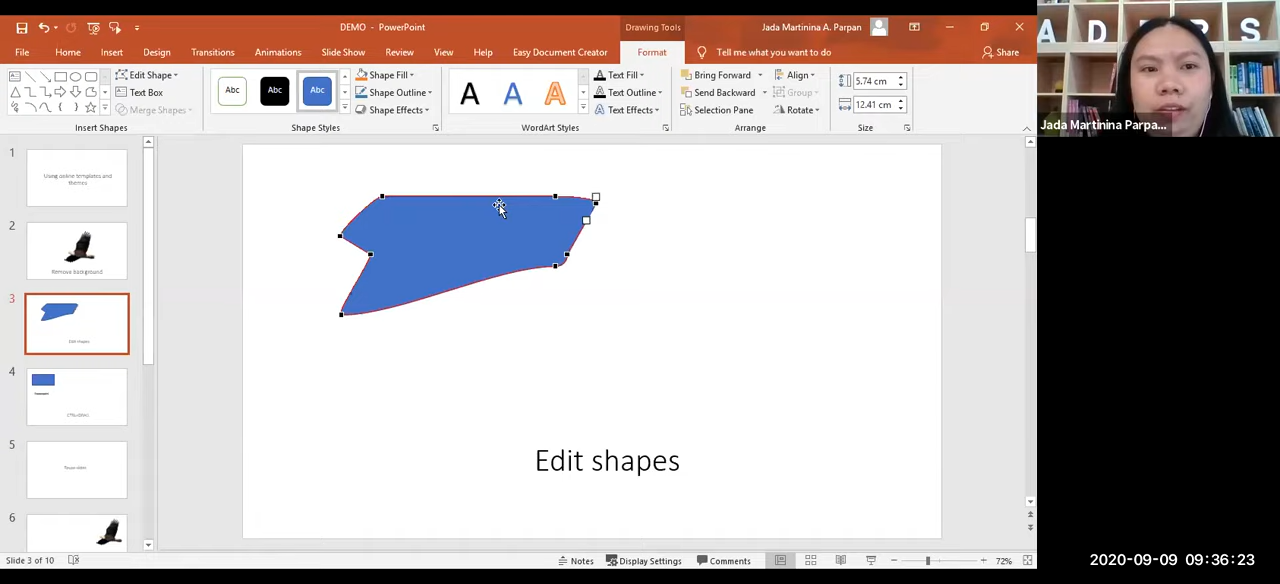 DEMO - PowerPoint
Drawing Tools
Jada Martinina A. Parpan
File Home Insert Design Transitions Animations Slide Show Review View Help Easy Document Creator Format Tell me what you want to do Share
Edit Shape
Text Box
Merge Shapes
Insert Shapes
Abc Abc Abc
Shape Fill
Shape Outline
Shape Effects
Shape Styles
A A A
Text Fill
Text Outline
Text Effects
WordArt Styles
Bring Forward
Send Backward
Selection Pane
Align
Group
Rotate
Arrange
5.74 cm
12.41 cm
Size
1
Using online templates and
themes
2
Remove Background
3
Edit shapes
4
5
6
Edit shapes
Slide 3 of 10
Notes Display Settings Comments 72%
A D E P S
Jada Martinina Parpa...
2020-09-09 09:36:23